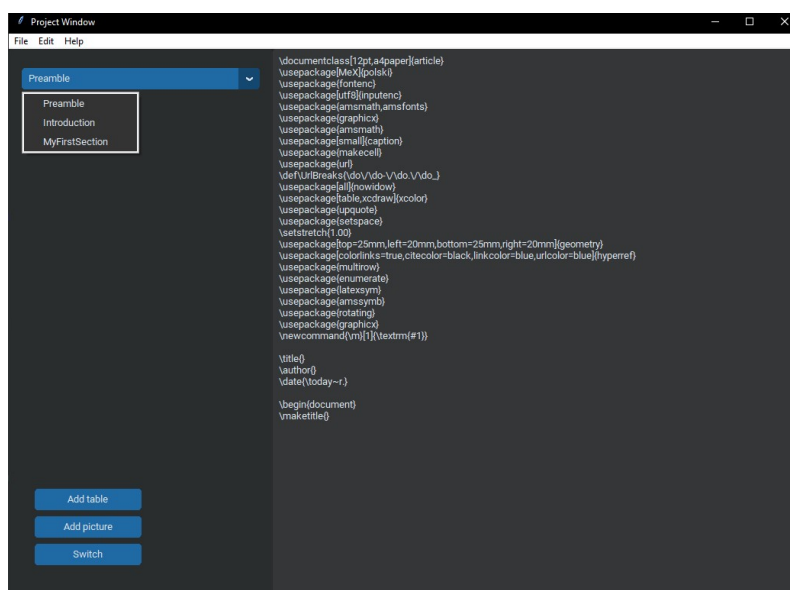 Project Window
File Edit Help
Preamble
Preamble
Introduction
MyFirstSection
\documentclass[12pt,a4paper]{article}
\usepackage[MeX]{polski}
\usepackage{fontenc}
\usepackage[utf8]{inputenc}
\usepackage{amsmath,amsfonts}
\usepackage{graphicx}
\usepackage{amsmath}
\usepackage[small]{caption}
\usepackage{makecell}
\usepackage{url}
\def\UrlBreaks{\do\/\do-\/\do.\/\do_}
\usepackage[all]{nowidow}
\usepackage[table,xcdraw]{xcolor}
\usepackage{upquote}
\usepackage{setspace}
\setstretch{1.00}
\usepackage[top=25mm,left=20mm,bottom=25mm,right=20mm]{geometry}
\usepackage[colorlinks=true,citecolor=black,linkcolor=blue,urlcolor=blue]{hyperref}
\usepackage{multirow}
\usepackage{enumerate}
\usepackage{latexsym}
\usepackage{amssymb}
\usepackage{rotating}
\usepackage{graphicx}
\newcommand{\m}[1]{\textrm{#1}}
\title{}
\author{}
\date{\today~r.}
\begin{document}
\maketitle{}
Add table
Add picture
Switch